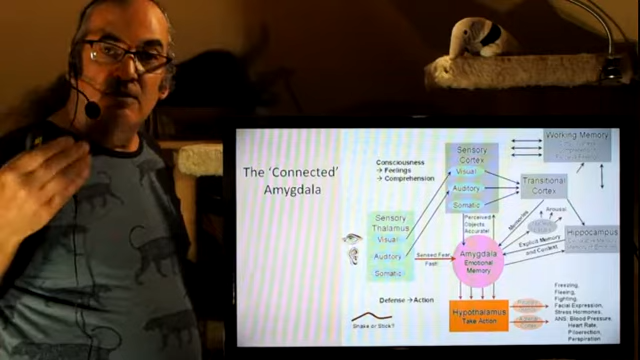 The 'Connected'
Amygdala
Consciousness
→ Feelings
→ Comprehension
Sensory
Cortex
Visual
Auditory
Somatic
Working Memory
Transitional
Cortex
Sensory
Thalamus
Visual
Auditory
Somatic
Perceived
Objects
Accurate!
Memories
Arousal
Hippocampus
Explicit Memory
and Context
Sensed Fast
Fast!
Amygdala
Emotional
Memory
Defense → Action
Snake or Stick?
Hypothalamus
Take Action
Freezing,
Fleeing,
Fighting,
Facial Expression,
Stress Hormones,
ANS: Blood Pressure,
Heart Rate,
Piloerection,
Perspiration